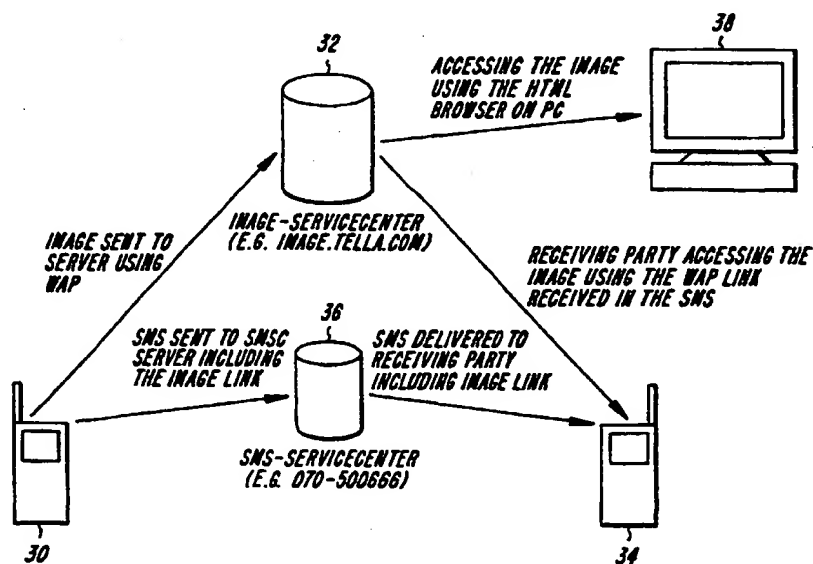 32
38
ACCESSING THE IMAGE
USING THE HTML
BROWSER ON PC
IMAGE-SERVICECENTER
(E.G. IMAGE.TELLA.COM)
IMAGE SENT TO
SERVER USING
WAP
RECEIVING PARTY ACCESSING THE
IMAGE USING THE WAP LINK
RECEIVED IN THE SMS
36
SMS SENT TO SMSC
SERVER INCLUDING
THE IMAGE LINK
SMS DELIVERED TO
RECEIVING PARTY
INCLUDING IMAGE LINK
SMS-SERVICECENTER
(E.G. 070-500666)
30
34